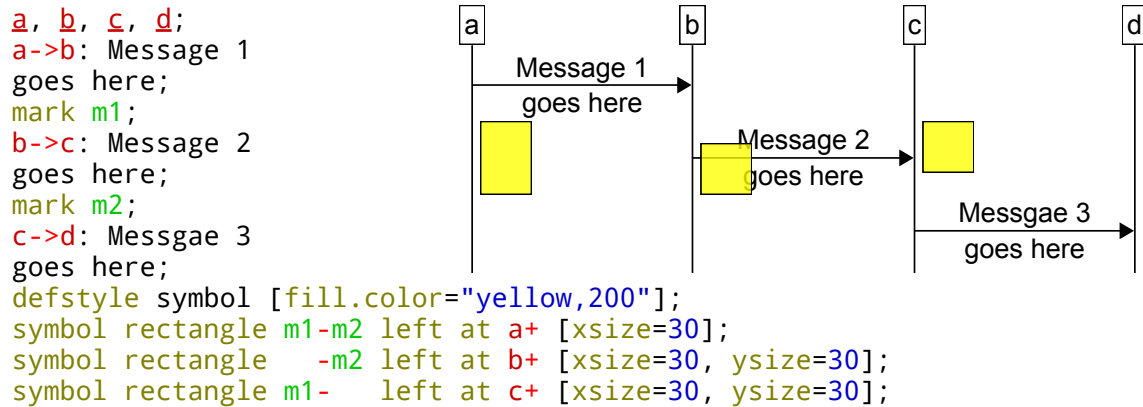 a, b, c, d;
a->b: Message 1
goes here;
mark m1;
b->c: Message 2
goes here;
mark m2;
c->d: Messgae 3
goes here;
defstyle symbol [fill.color="yellow,200"];
symbol rectangle m1-m2 left at a+ [xsize=30];
symbol rectangle   -m2 left at b+ [xsize=30, ysize=30];
symbol rectangle m1-   left at c+ [xsize=30, ysize=30];
a
b
c
d
Message 1
goes here
Message 2
goes here
Messgae 3
goes here